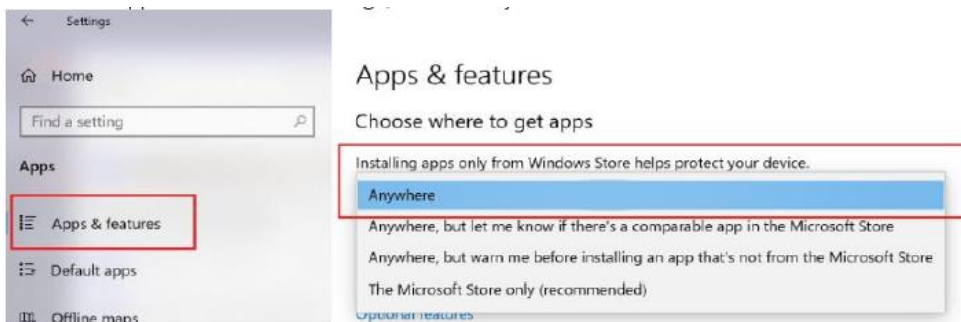 Settings
Home
Find a setting
Apps
Apps & features
Default apps
Offline maps
Apps & features
Choose where to get apps
Installing apps only from Windows Store helps protect your device.
Anywhere
Anywhere, but let me know if there's a comparable app in the Microsoft Store
Anywhere, but warn me before installing an app that's not from the Microsoft Store
The Microsoft Store only (recommended)
Optional features